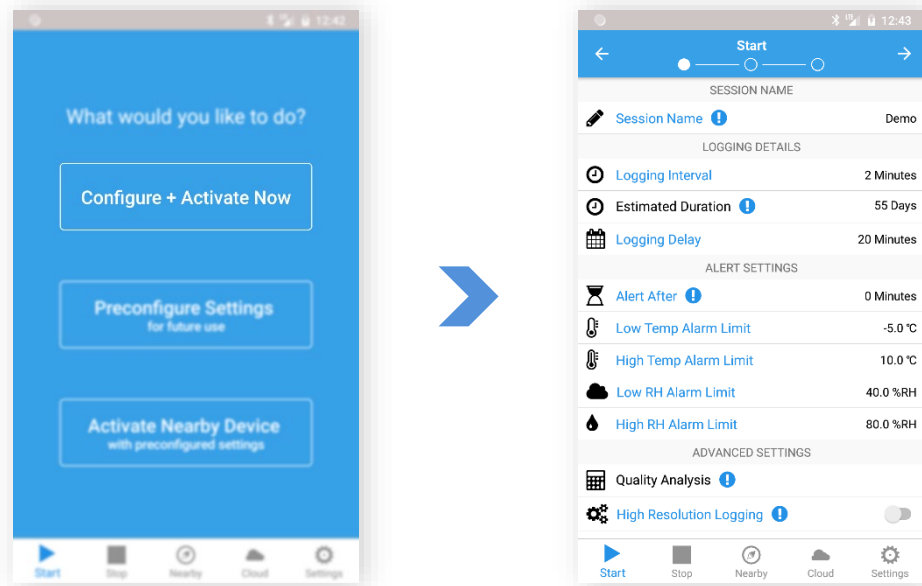 12:42
What would you like to do?
Configure + Activate Now
Preconfigure Settings
for future use
Activate Nearby Device
with preconfigured settings
Start
Stop
Nearby
Cloud
Settings
LTE 12:43
Start
SESSION NAME
Session Name Demo
LOGGING DETAILS
Logging Interval 2 Minutes
Estimated Duration 55 Days
Logging Delay 20 Minutes
ALERT SETTINGS
Alert After 0 Minutes
Low Temp Alarm Limit -5.0 °C
High Temp Alarm Limit 10.0 °C
Low RH Alarm Limit 40.0 %RH
High RH Alarm Limit 80.0 %RH
ADVANCED SETTINGS
Quality Analysis
High Resolution Logging
Start
Stop
Nearby
Cloud
Settings